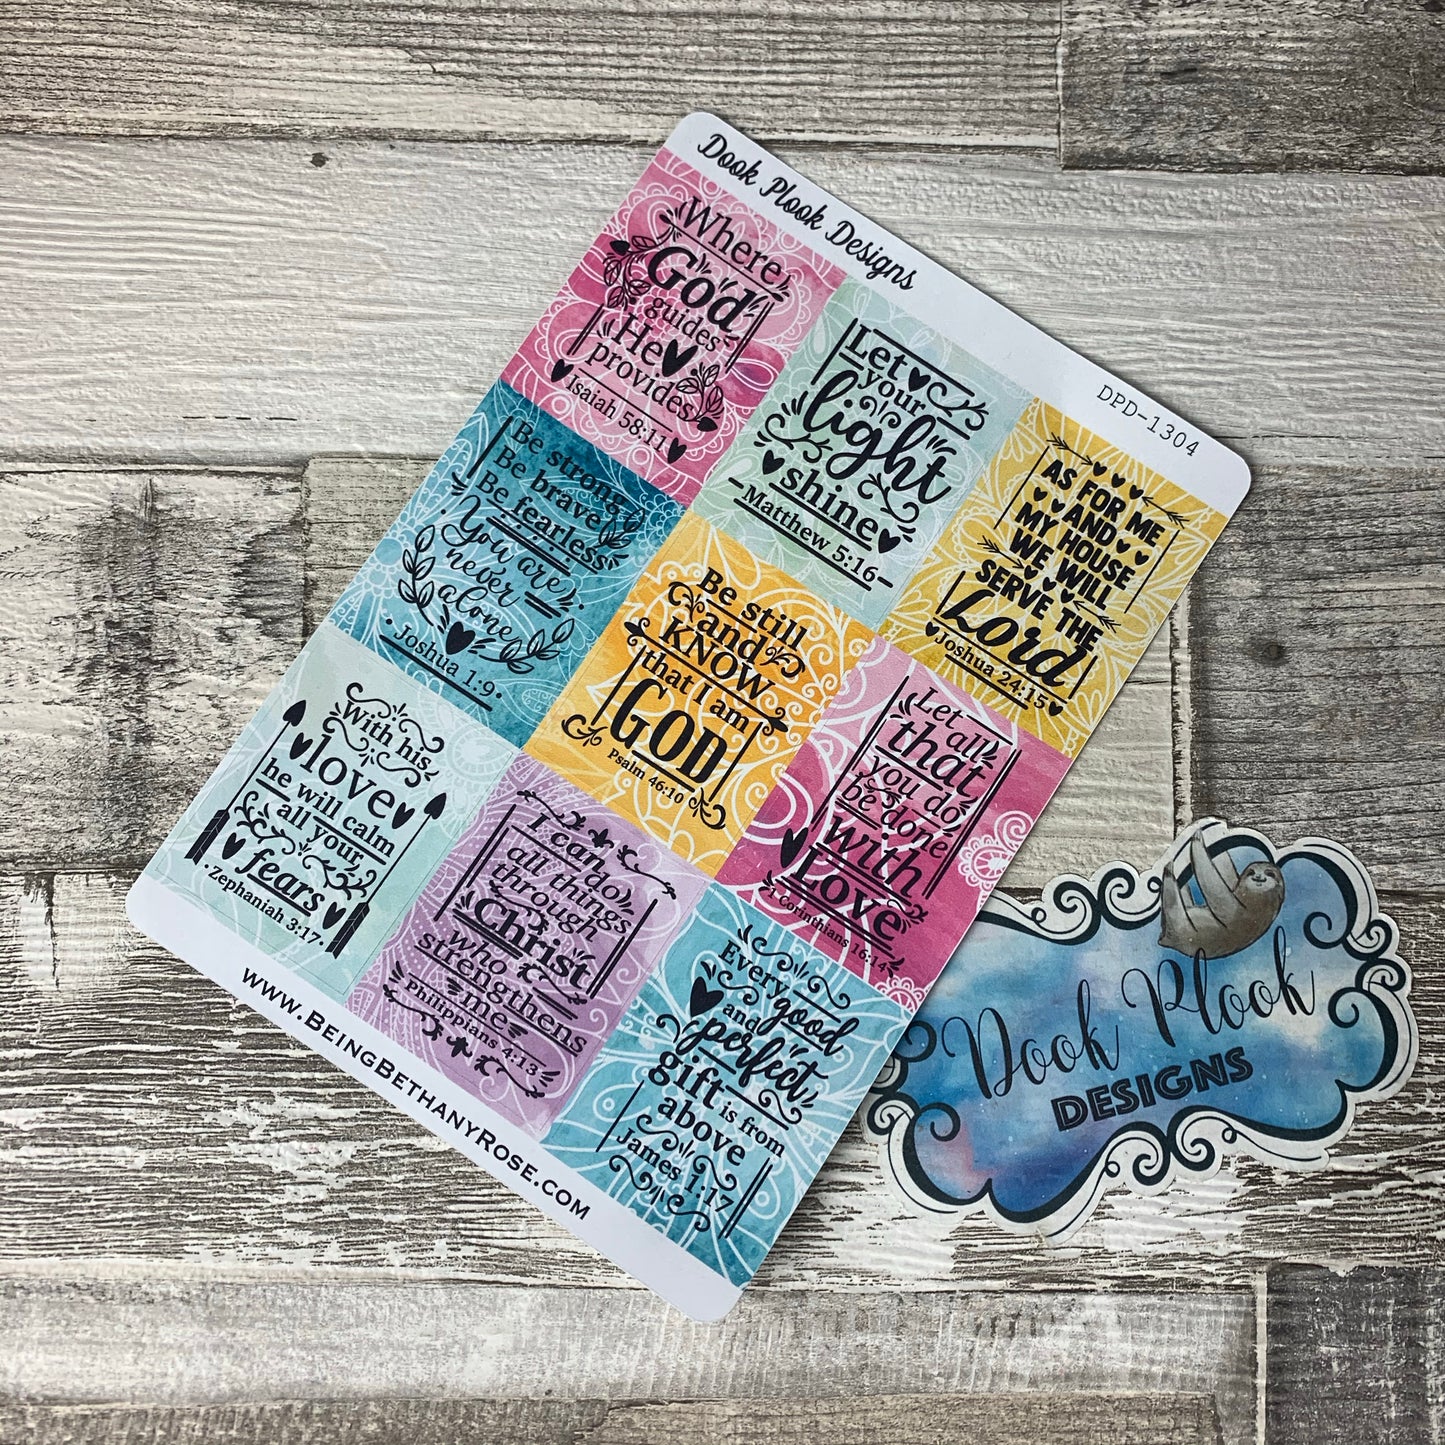 Dook Plook Designs
DPD-1304
Where
God
guides
He
provides
Isaiah 58:11
Let
your
light
shine
Matthew 5:16
AS FOR ME
AND
MY HOUSE
WE WILL
SERVE THE
Lord
Joshua 24:15
Be strong
Be brave
Be fearless
You are
never
alone
Joshua 1:9
Be still
and
KNOW
that I am
GOD
Psalm 46:10
Let all
that
you do
be done
with
Love
1 Corinthians 16:14
With his
love
he will calm
all your
fears
Zephaniah 3:17
I can do
all things
through
Christ
who
strengthens
me
Philippians 4:13
Every
good
and
perfect
gift is from
above
James 1:17
www.BeingBethanyRose.com
Dook Plook
DESIGNS